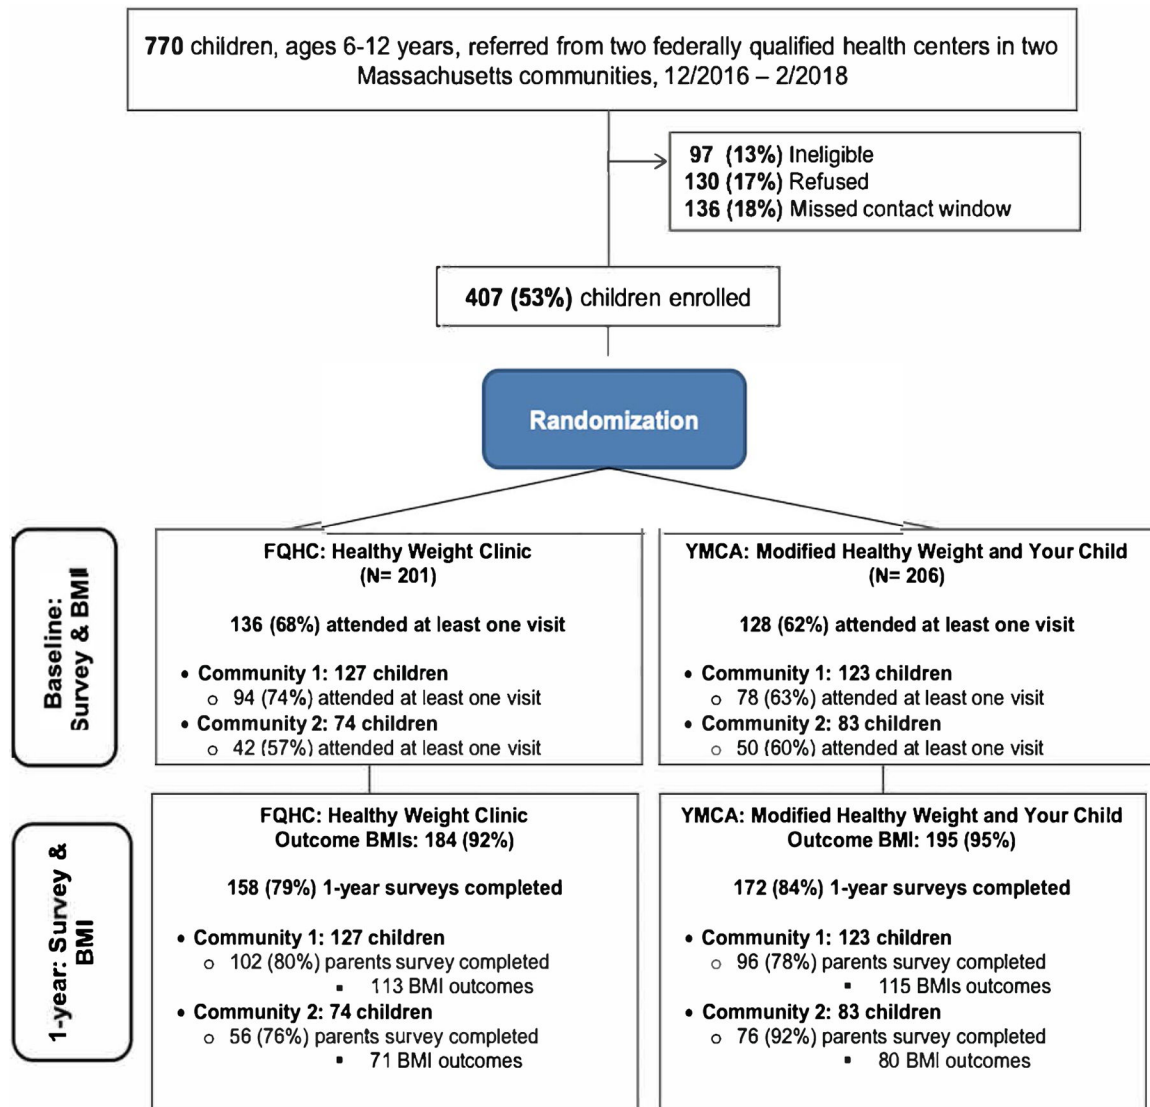 770 children, ages 6-12 years, referred from two federally qualified health centers in two
Massachusetts communities, 12/2016 – 2/2018
97 (13%) Ineligible
130 (17%) Refused
136 (18%) Missed contact window
407 (53%) children enrolled
Randomization
Baseline:
Survey & BMI
FQHC: Healthy Weight Clinic
(N= 201)
136 (68%) attended at least one visit
• Community 1: 127 children
o 94 (74%) attended at least one visit
• Community 2: 74 children
o 42 (57%) attended at least one visit
YMCA: Modified Healthy Weight and Your Child
(N= 206)
128 (62%) attended at least one visit
• Community 1: 123 children
o 78 (63%) attended at least one visit
• Community 2: 83 children
o 50 (60%) attended at least one visit
1-year: Survey &
BMI
FQHC: Healthy Weight Clinic
Outcome BMIs: 184 (92%)
158 (79%) 1-year surveys completed
• Community 1: 127 children
o 102 (80%) parents survey completed
▪ 113 BMI outcomes
• Community 2: 74 children
o 56 (76%) parents survey completed
▪ 71 BMI outcomes
YMCA: Modified Healthy Weight and Your Child
Outcome BMI: 195 (95%)
172 (84%) 1-year surveys completed
• Community 1: 123 children
o 96 (78%) parents survey completed
▪ 115 BMIs outcomes
• Community 2: 83 children
o 76 (92%) parents survey completed
▪ 80 BMI outcomes